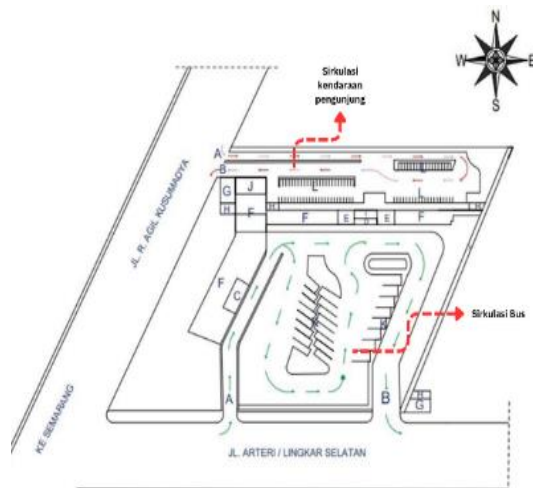 N
W
E
S
Sirkulasi
kendaraan
pengunjung
A
B
L
G
J
L
L
H
H
F
F
E
E
F
H
JL. R. AGIL KUSUMADYA
F
C
Sirkulasi Bus
A
B
H
G
KE SEMARANG
JL. ARTERI / LINGKAR SELATAN